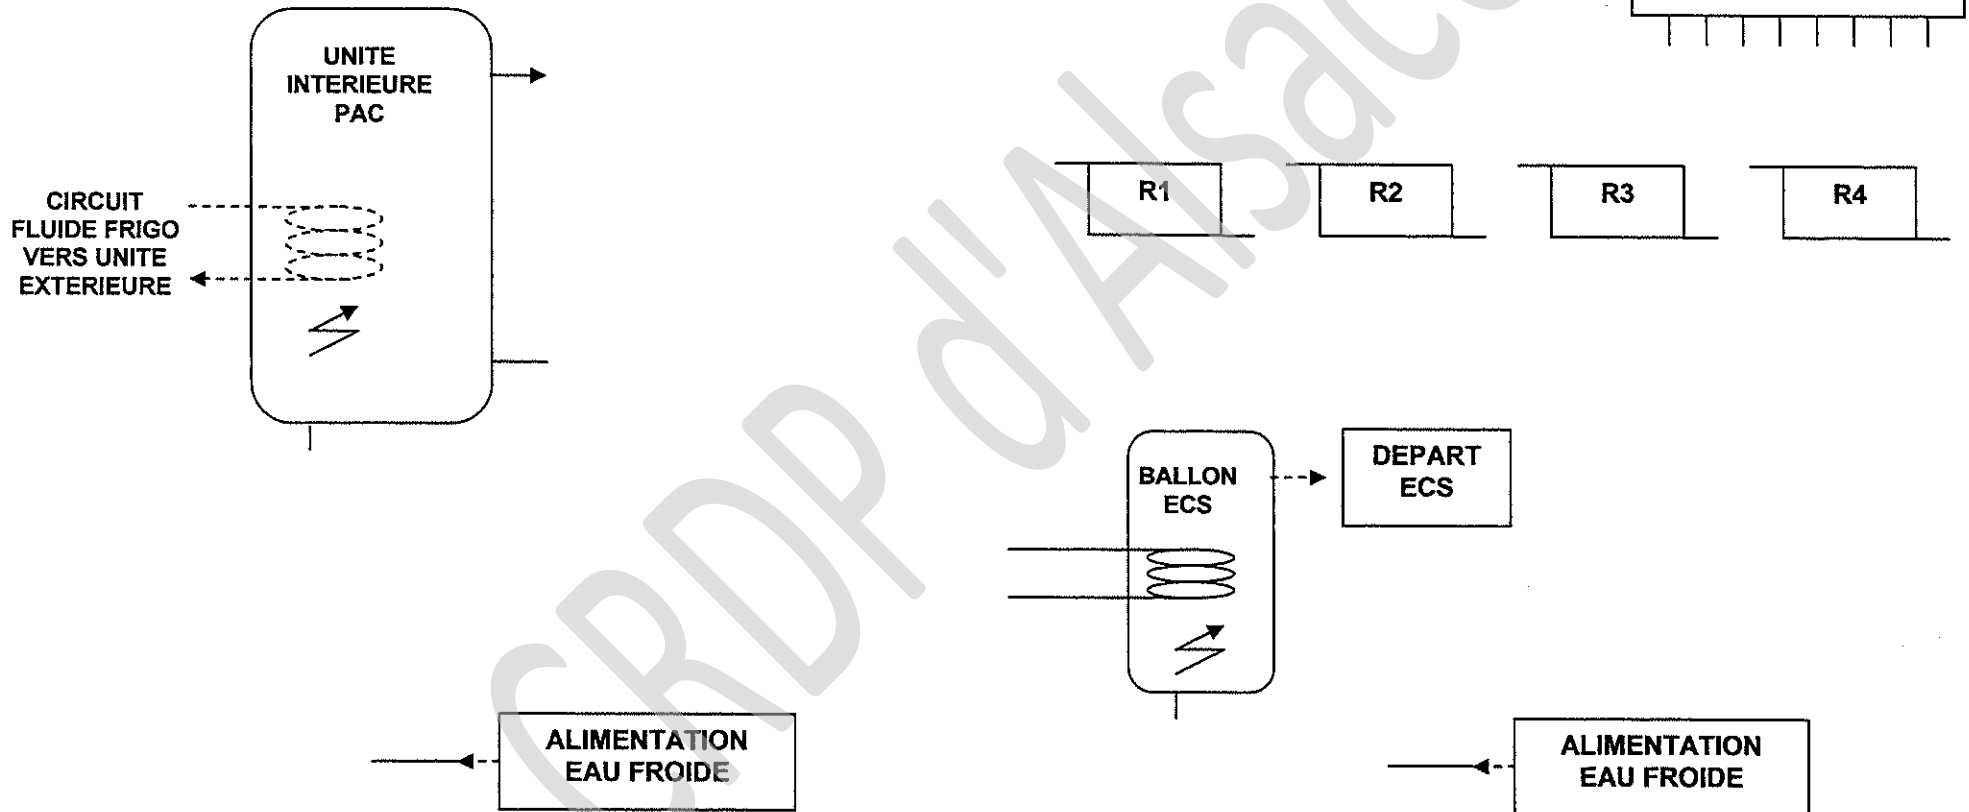 UNITE
INTERIEURE
PAC
CIRCUIT
FLUIDE FRIGO
VERS UNITE
EXTERIEURE
R1
R2
R3
R4
BALLON
ECS
DEPART
ECS
ALIMENTATION
EAU FROIDE
ALIMENTATION
EAU FROIDE
CRDP d'Alsace